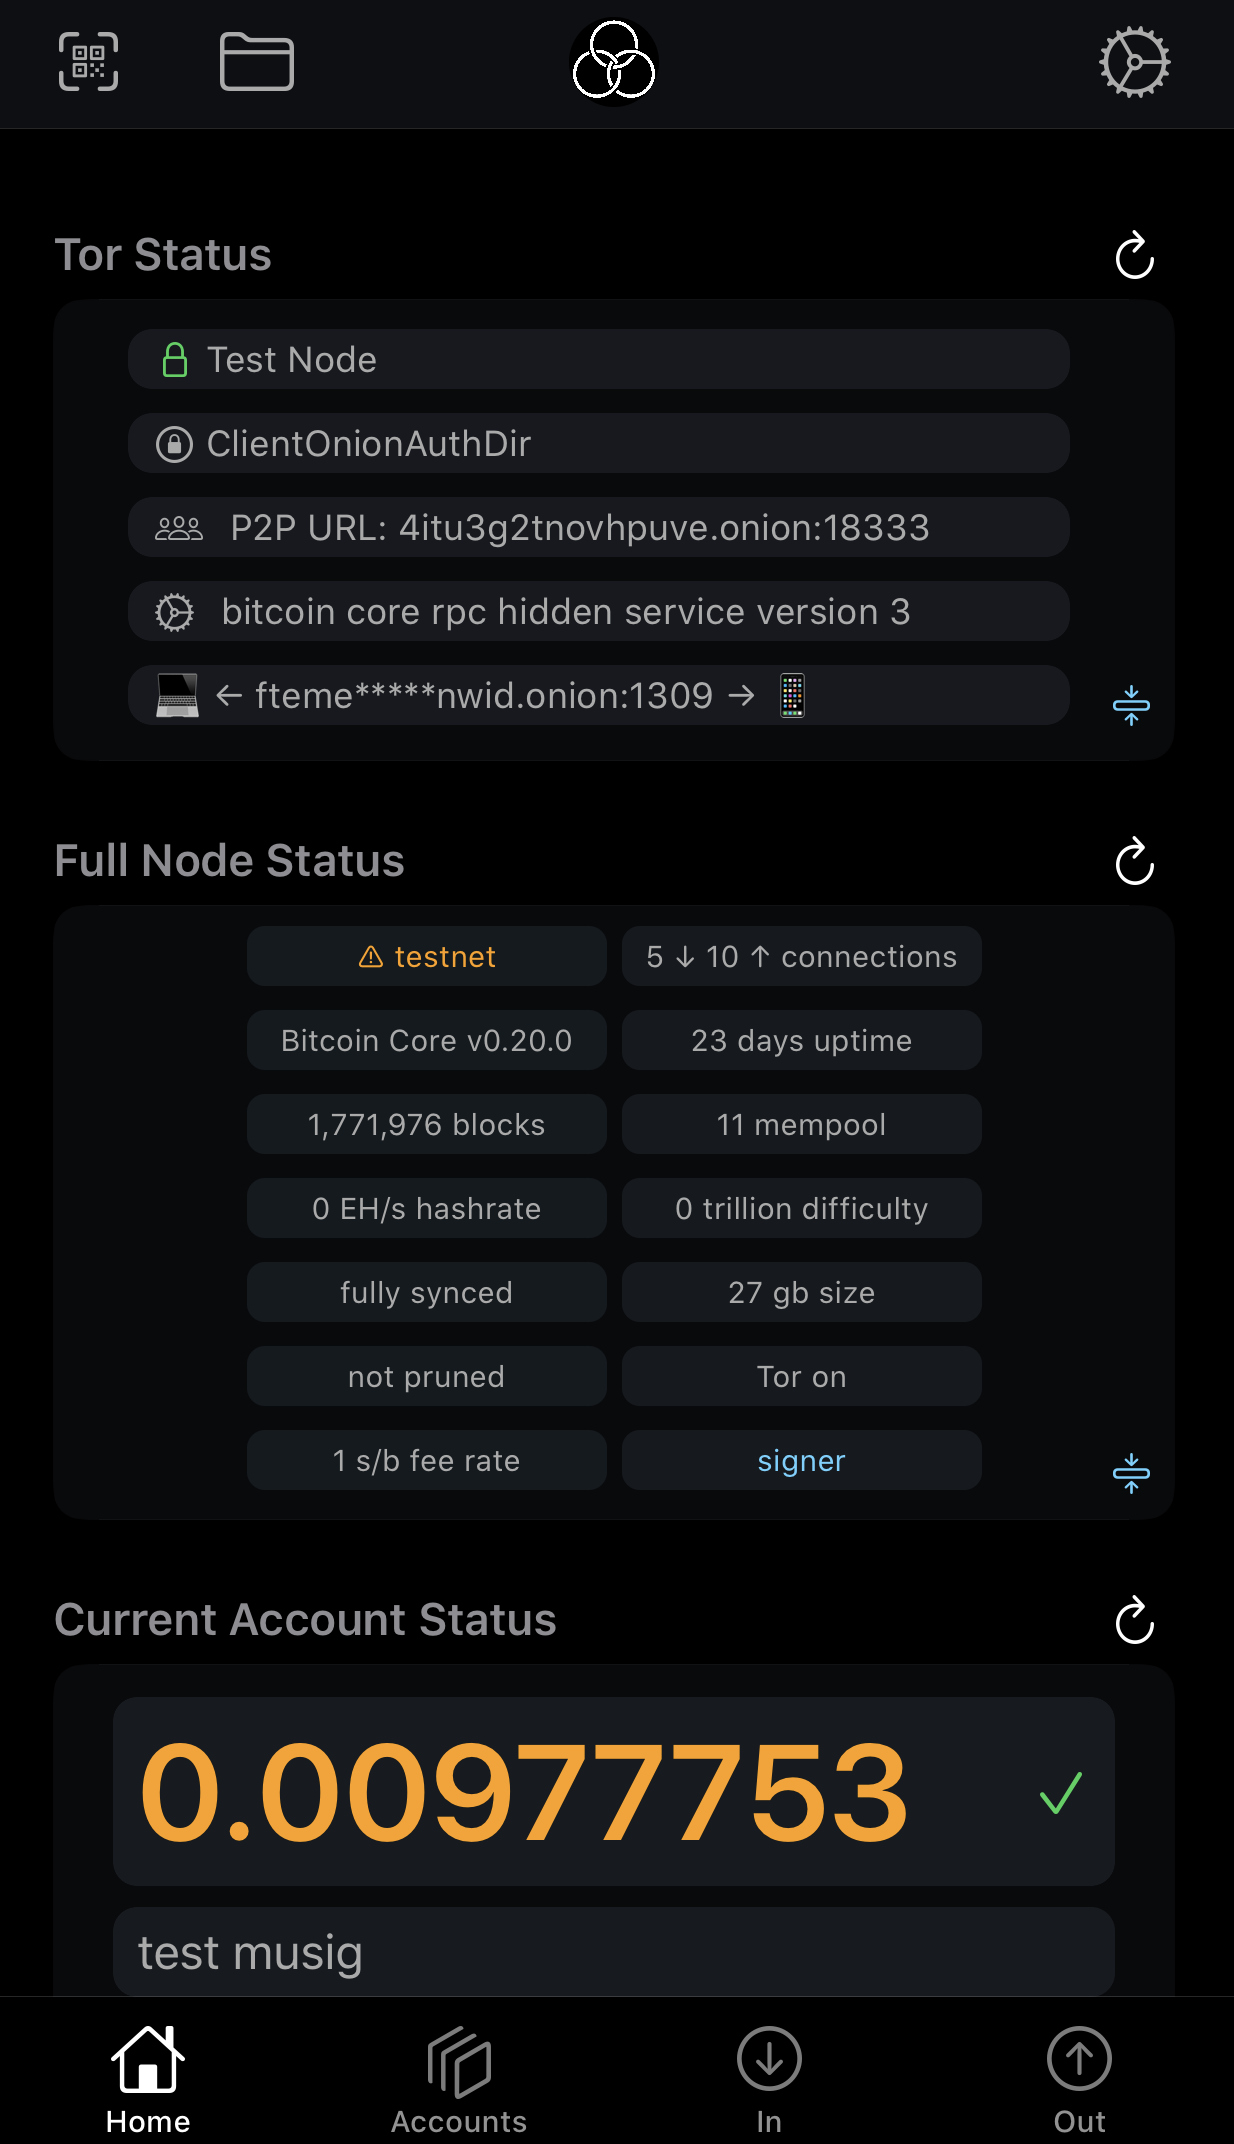 Tor Status
Test Node
ClientOnionAuthDir
P2P URL: 4itu3g2tnovhpuve.onion:18333
bitcoin core rpc hidden service version 3
← fteme*****nwid.onion:1309 →
Full Node Status
testnet
5 ↓ 10 ↑ connections
Bitcoin Core v0.20.0
23 days uptime
1,771,976 blocks
11 mempool
0 EH/s hashrate
0 trillion difficulty
fully synced
27 gb size
not pruned
Tor on
1 s/b fee rate
signer
Current Account Status
0.00977753
test musig
Home
Accounts
In
Out